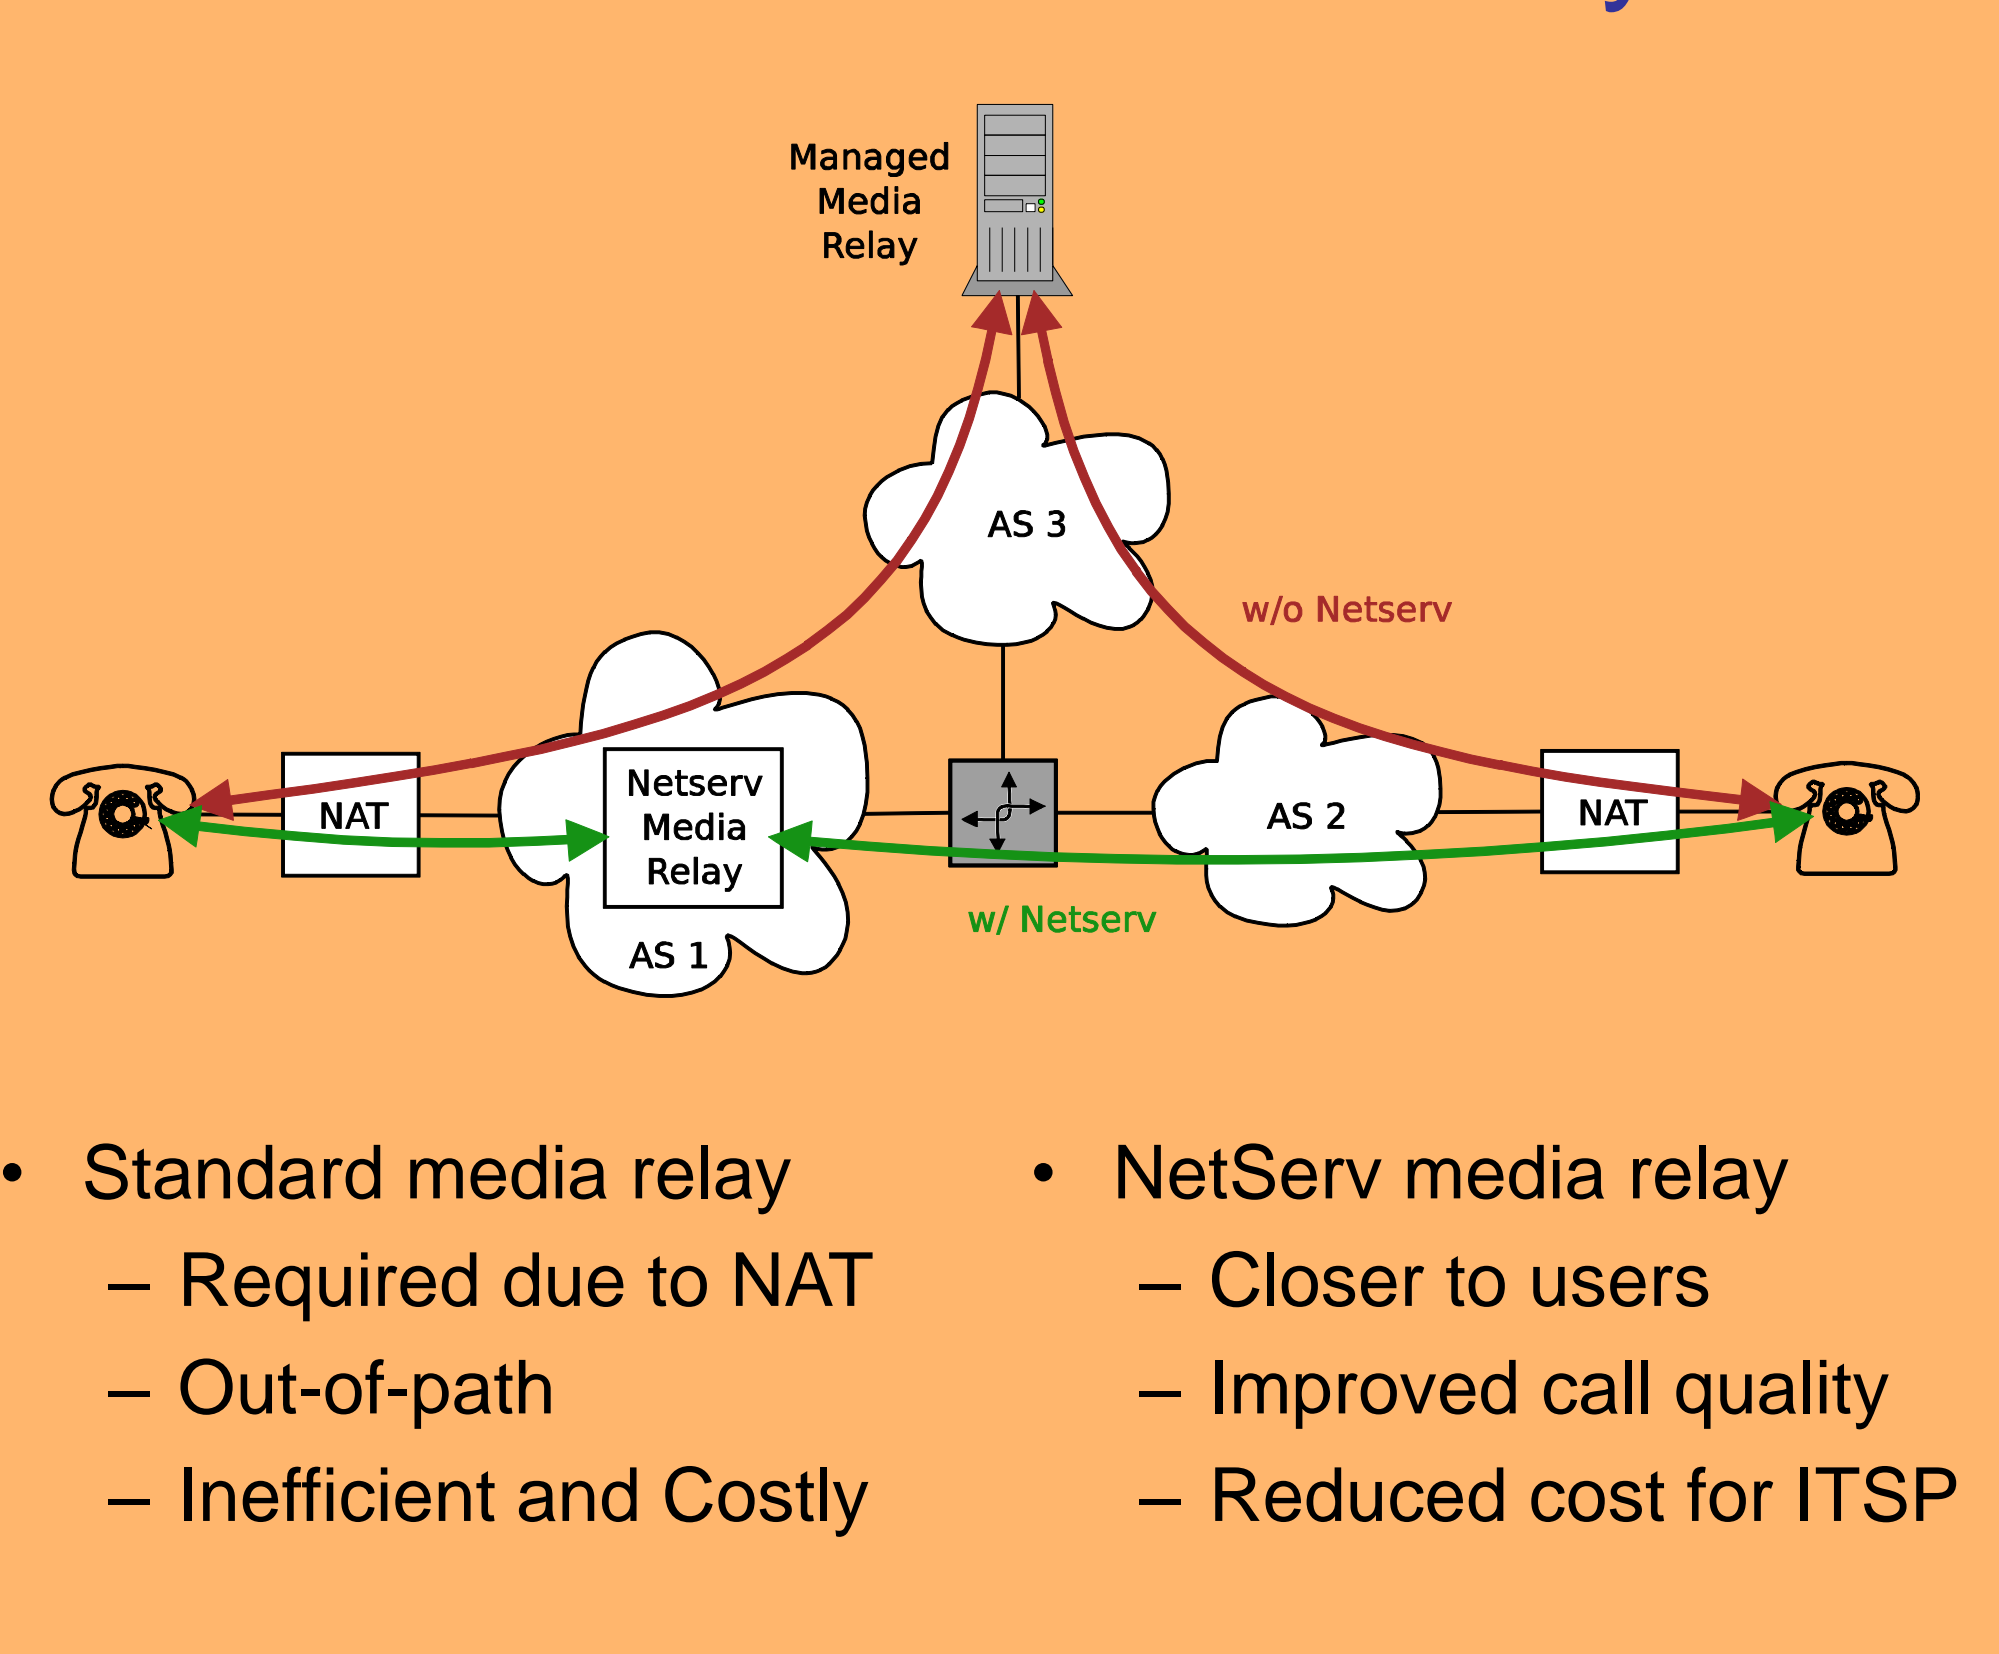 Managed
Media
Relay
AS 3
w/o Netserv
NAT
Netserv
Media
Relay
AS 1
AS 2
NAT
w/ Netserv
• Standard media relay
– Required due to NAT
– Out-of-path
– Inefficient and Costly
• NetServ media relay
– Closer to users
– Improved call quality
– Reduced cost for ITSP